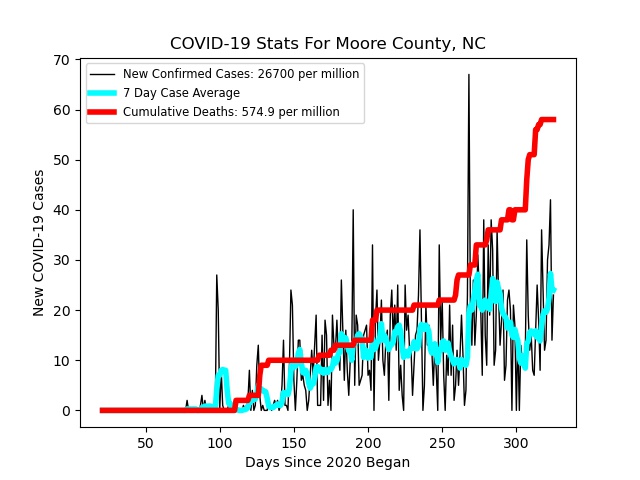 COVID-19 Stats For Moore County, NC
New Confirmed Cases: 26700 per million
7 Day Case Average
Cumulative Deaths: 574.9 per million
New COVID-19 Cases
70
60
50
40
30
20
10
0
50 100 150 200 250 300
Days Since 2020 Began